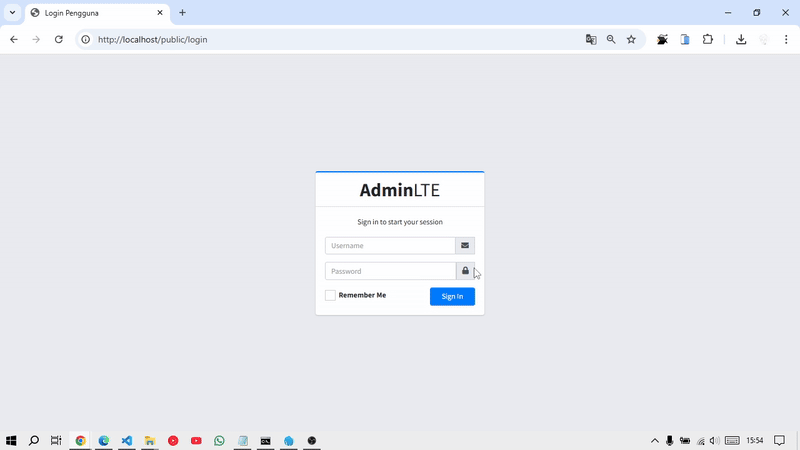 Login Pengguna
http://localhost/public/login
AdminLTE
Sign in to start your session
Username
Password
Remember Me
Sign In
15:54